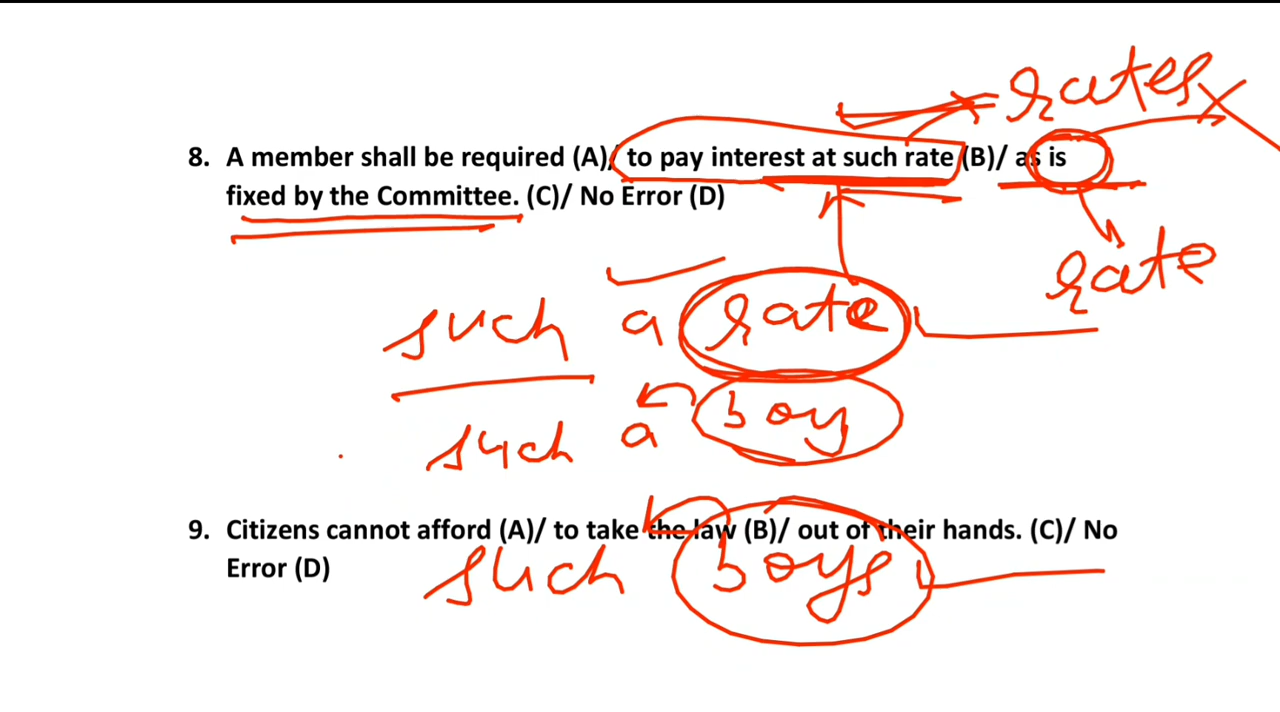 rates
8. A member shall be required (A)/ to pay interest at such rate (B)/ as is
fixed by the Committee. (C)/ No Error (D)
rate
such a rate
such a boy
9. Citizens cannot afford (A)/ to take the law (B)/ out of their hands. (C)/ No
Error (D)
such boys